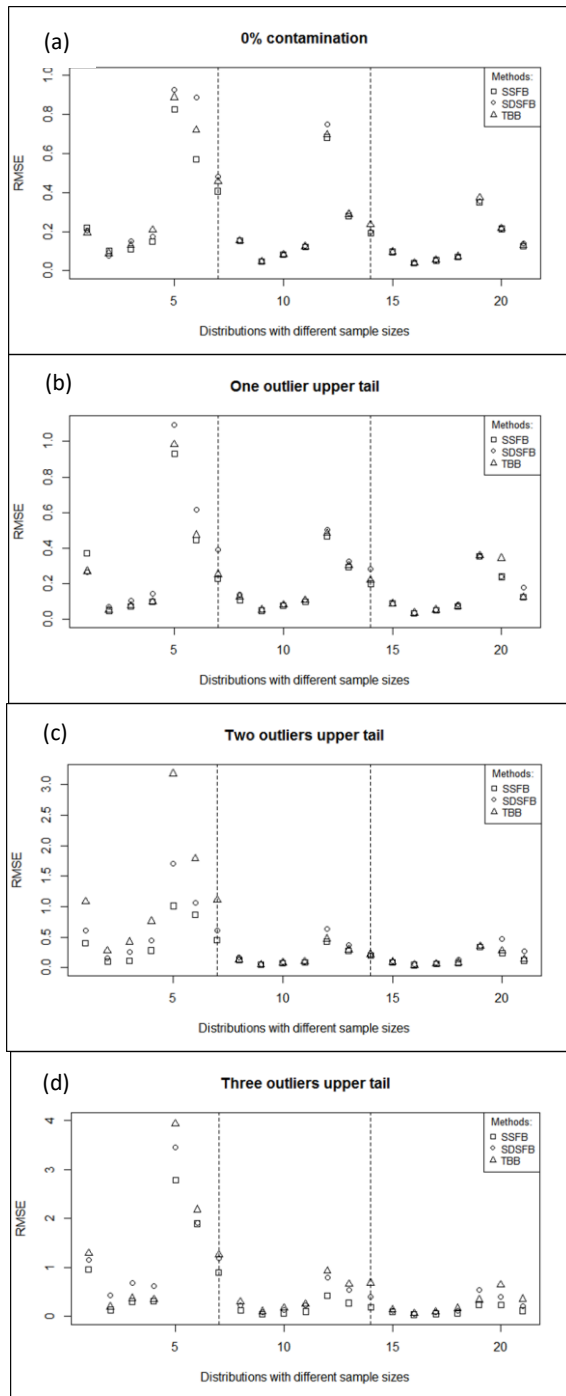 (a)
0% contamination
Methods:
SSFB
SDSFB
TBB
RMSE
0.0 0.2 0.4 0.6 0.8 1.0
5 10 15 20
Distributions with different sample sizes
(b)
One outlier upper tail
Methods:
SSFB
SDSFB
TBB
RMSE
0.0 0.2 0.4 0.6 0.8 1.0
5 10 15 20
Distributions with different sample sizes
(c)
Two outliers upper tail
Methods:
SSFB
SDSFB
TBB
RMSE
0.0 0.5 1.0 1.5 2.0 2.5 3.0
5 10 15 20
Distributions with different sample sizes
(d)
Three outliers upper tail
Methods:
SSFB
SDSFB
TBB
RMSE
0 1 2 3 4
5 10 15 20
Distributions with different sample sizes